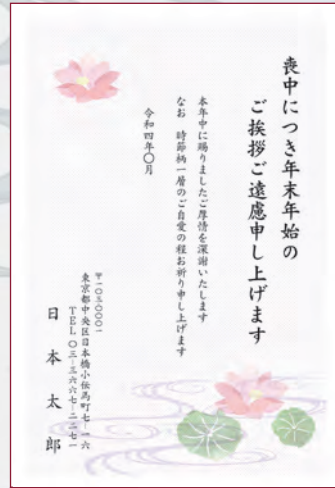 喪中につき年末年始の
ご挨拶ご遠慮申し上げます
本年中に賜りましたご厚情を深謝いたします
なお 時節柄一層のご自愛の程お祈り申し上げます
令和四年〇月
〒一〇三‐〇〇〇一
東京都中央区日本橋小伝馬町七‐一六
TEL 〇三‐三六六七‐二二七一
日本太郎